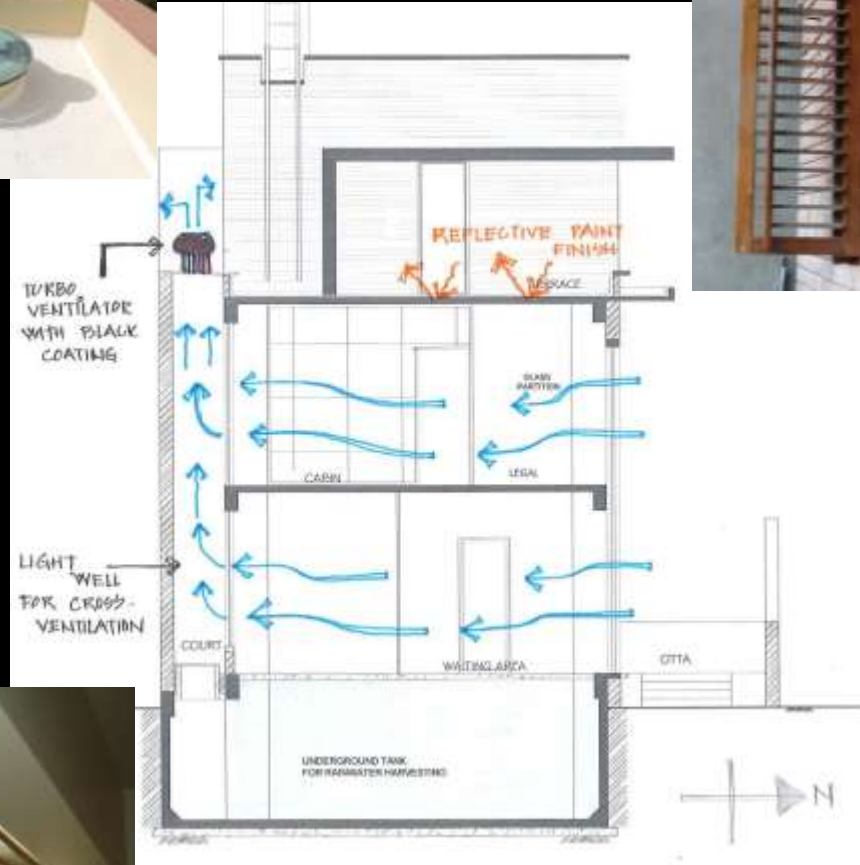 REFLECTIVE PAINT
FINISH
TERRACE
TURBO
VENTILATOR
WITH BLACK
COATING
GLASS
PARTITION
CABIN
LEGAL
LIGHT
WELL
FOR CROSS-
VENTILATION
COURT
WAITING AREA
OTTA
UNDERGROUND TANK
FOR RAINWATER HARVESTING
N